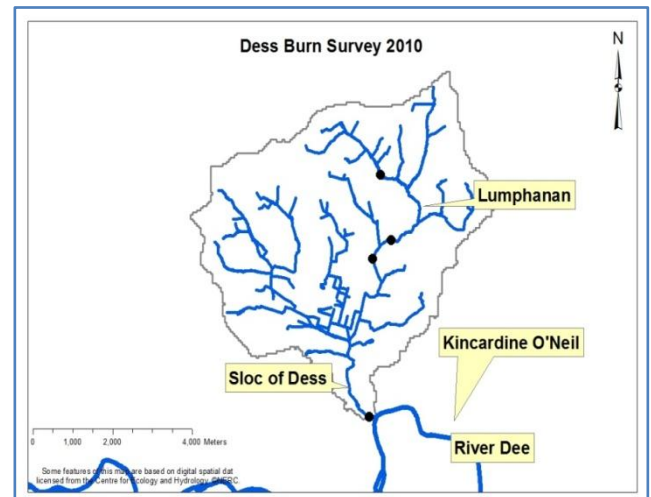 Dess Burn Survey 2010
N
Lumphanan
Kincardine O'Neil
Sloc of Dess
River Dee
0 1,000 2,000 4,000 Meters
Some features of this map are based on digital spatial dat
licensed from the Centre for Ecology and Hydrology, ©NERC.